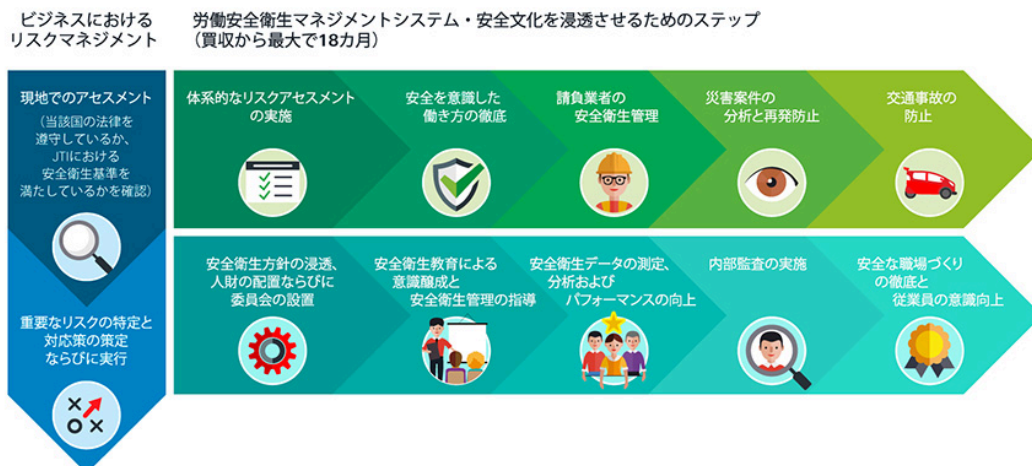 ビジネスにおける
リスクマネジメント
労働安全衛生マネジメントシステム・安全文化を浸透させるためのステップ
（買収から最大で18カ月）
現地でのアセスメント
（当該国の法律を
遵守しているか、
JTIにおける
安全衛生基準を
満たしているかを確認）
重要なリスクの特定と
対応策の策定
ならびに実行
体系的なリスクアセスメント
の実施
安全を意識した
働き方の徹底
請負業者の
安全衛生管理
災害案件の
分析と再発防止
交通事故の
防止
安全衛生方針の浸透、
人財の配置ならびに
委員会の設置
安全衛生教育による
意識醸成と
安全衛生管理の指導
安全衛生データの測定、
分析および
パフォーマンスの向上
内部監査の実施
安全な職場づくり
の徹底と
従業員の意識向上